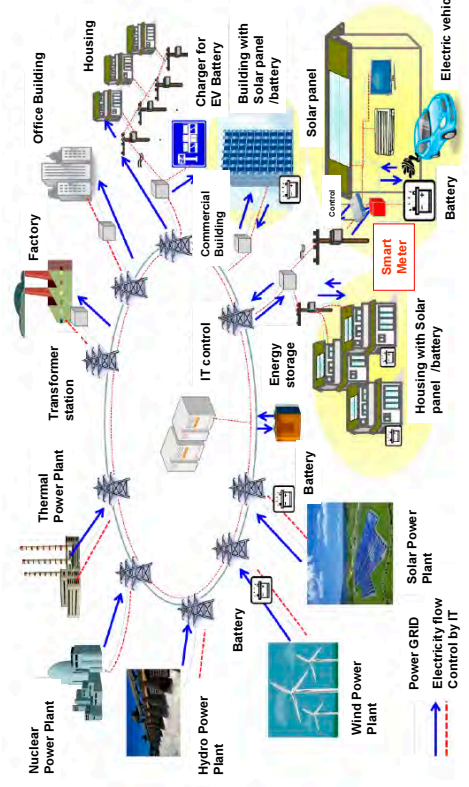 Nuclear
Power Plant
Thermal
Power Plant
Transformer
station
Factory
Office Building
Housing
Charger for
EV Battery
Commercial
Building
Building with
Solar panel
/battery
Hydro Power
Plant
IT control
Battery
Battery
Energy
storage
Wind Power
Plant
Solar Power
Plant
Housing with Solar
panel /battery
Solar panel
Control
Smart
Meter
Battery
Electric vehicl
Power GRID
Electricity flow
Control by IT